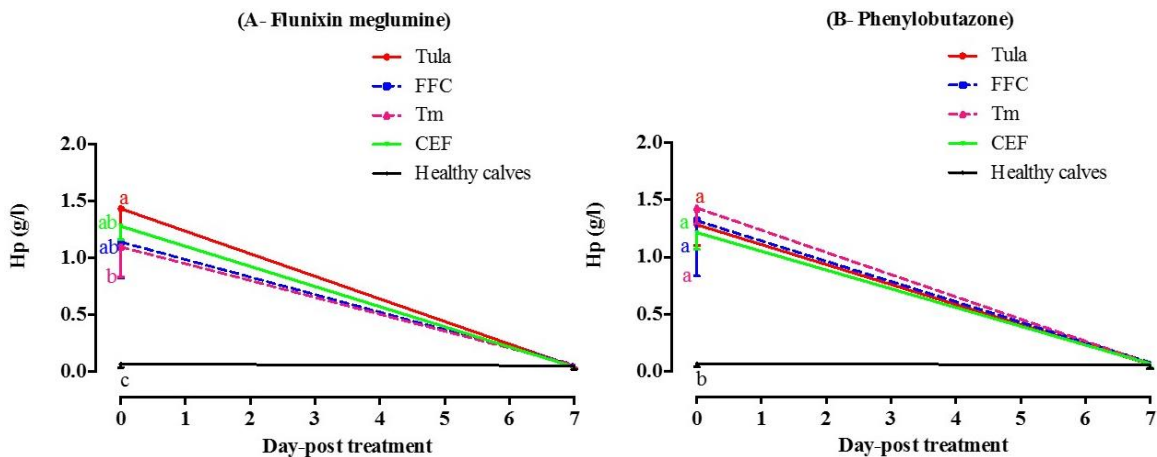 (A- Flunixin meglumine)
Tula
FFC
Tm
CEF
Healthy calves
Hp (g/l)
2.0
1.5
1.0
0.5
0.0
a
ab
ab
b
c
0 1 2 3 4 5 6 7
Day-post treatment
(B- Phenylobutazone)
Tula
FFC
Tm
CEF
Healthy calves
Hp (g/l)
2.0
1.5
1.0
0.5
0.0
a
a
a
a
b
0 1 2 3 4 5 6 7
Day-post treatment